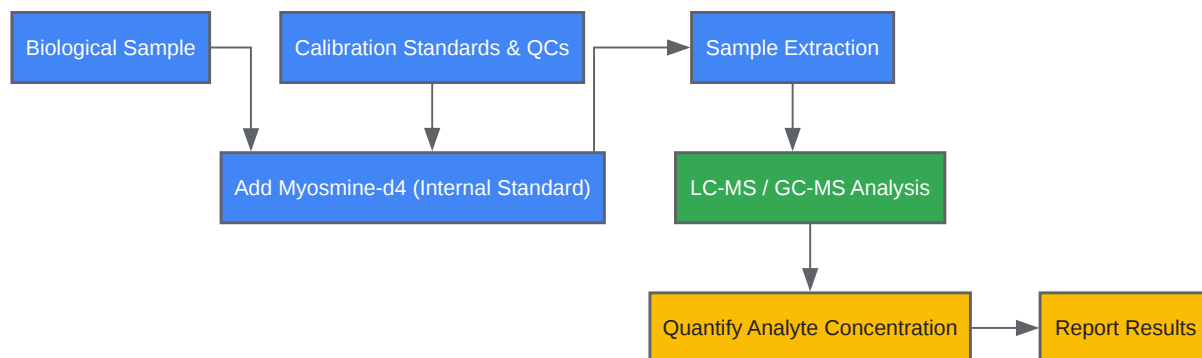 Biological Sample
Calibration Standards & QCs
Sample Extraction
Add Myosmine-d4 (Internal Standard)
LC-MS / GC-MS Analysis
Quantify Analyte Concentration
Report Results